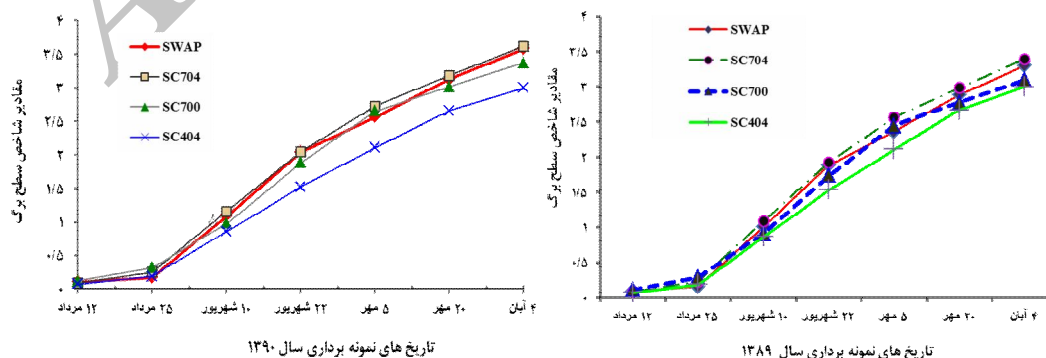 مقادیر شاخص سطح برگ
۴
۳/۵
۳
۲/۵
۲
۱/۵
۱
۰/۵
۰
SWAP
SC704
SC700
SC404
۱۲ مرداد
۲۵ مرداد
۱۰ شهریور
۲۲ شهریور
۵ مهر
۲۰ مهر
۴ آبان
تاریخ های نمونه برداری سال ۱۳۹۰
مقادیر شاخص سطح برگ
۴
۳/۵
۳
۲/۵
۲
۱/۵
۱
۰/۵
۰
SWAP
SC704
SC700
SC404
۱۲ مرداد
۲۵ مرداد
۱۰ شهریور
۲۲ شهریور
۵ مهر
۲۰ مهر
۴ آبان
تاریخ های نمونه برداری سال ۱۳۸۹